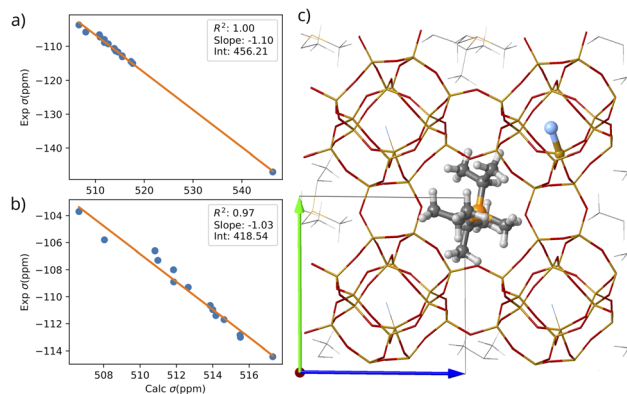 a)
R²: 1.00
Slope: -1.10
Int: 456.21
Exp σ(ppm)
−110
−120
−130
−140
510
520
530
540
b)
R²: 0.97
Slope: -1.03
Int: 418.54
Exp σ(ppm)
−104
−106
−108
−110
−112
−114
508
510
512
514
516
Calc σ(ppm)
c)